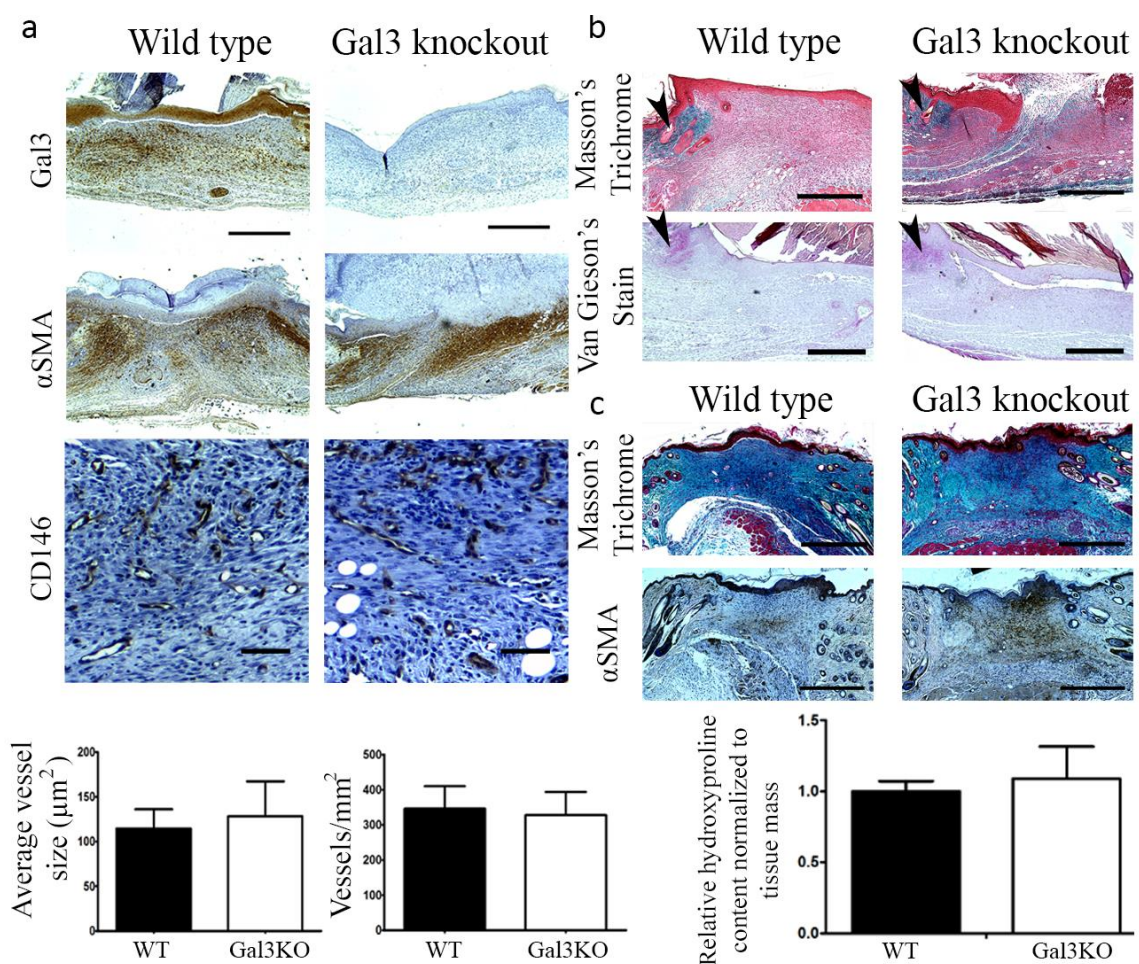 a
Wild type Gal3 knockout
Gal3
αSMA
CD146
b
Wild type Gal3 knockout
Masson's
Trichrome
Van Gieson's
Stain
c
Wild type Gal3 knockout
Masson's
Trichrome
αSMA
Average vessel
size (µm²)
200
150
100
50
0
WT Gal3KO
Vessels/mm²
500
400
300
200
100
0
WT Gal3KO
Relative hydroxyproline
content normalized to
tissue mass
1.5
1.0
0.5
0.0
WT Gal3KO